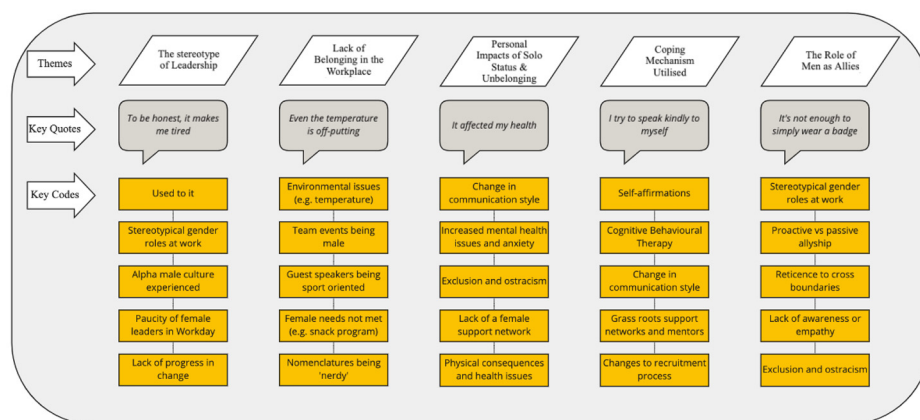 Themes
The stereotype
of Leadership
Lack of
Belonging in the
Workplace
Personal
Impacts of Solo
Status &
Unbelonging
Coping
Mechanism
Utilised
The Role of
Men as Allies
Key Quotes
To be honest, it makes
me tired
Even the temperature
is off-putting
It affected my health
I try to speak kindly to
myself
It's not enough to
simply wear a badge
Key Codes
Used to it
Stereotypical gender
roles at work
Alpha male culture
experienced
Paucity of female
leaders in Workday
Lack of progress in
change
Environmental issues
(e.g. temperature)
Team events being
male
Guest speakers being
sport oriented
Female needs not met
(e.g. snack program)
Nomenclatures being
'nerdy'
Change in
communication style
Increased mental health
issues and anxiety
Exclusion and ostracism
Lack of a female
support network
Physical consequences
and health issues
Self-affirmations
Cognitive Behavioural
Therapy
Change in
communication style
Grass roots support
networks and mentors
Changes to recruitment
process
Stereotypical gender
roles at work
Proactive vs passive
allyship
Reticence to cross
boundaries
Lack of awareness or
empathy
Exclusion and ostracism